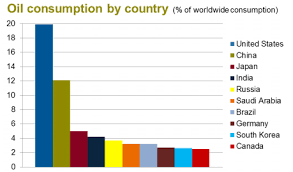 Oil consumption by country (% of worldwide consumption)
20
18
16
14
12
10
8
6
4
2
0
United States
China
Japan
India
Russia
Saudi Arabia
Brazil
Germany
South Korea
Canada